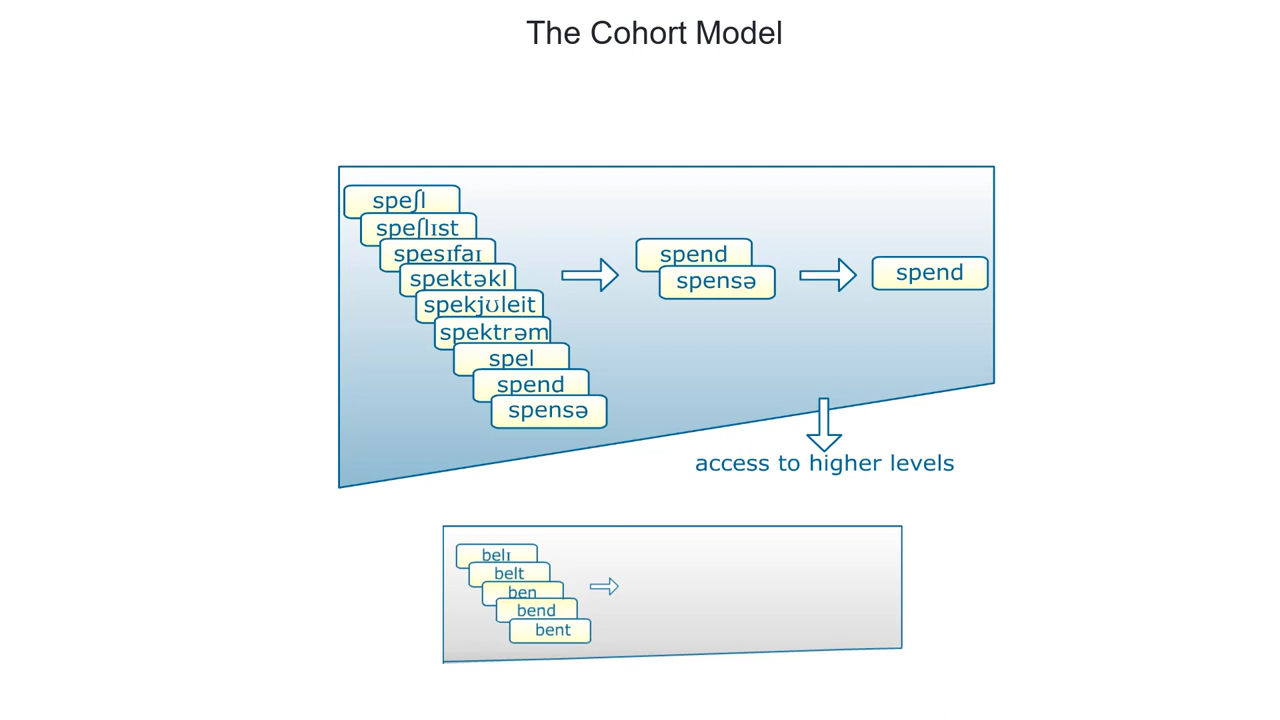 The Cohort Model
speʃl
speʃlɪst
spesɪfaɪ
spektəkl
spekjʊleit
spektrəm
spel
spend
spensə
spend
spensə
spend
access to higher levels
belɪ
belt
ben
bend
bent